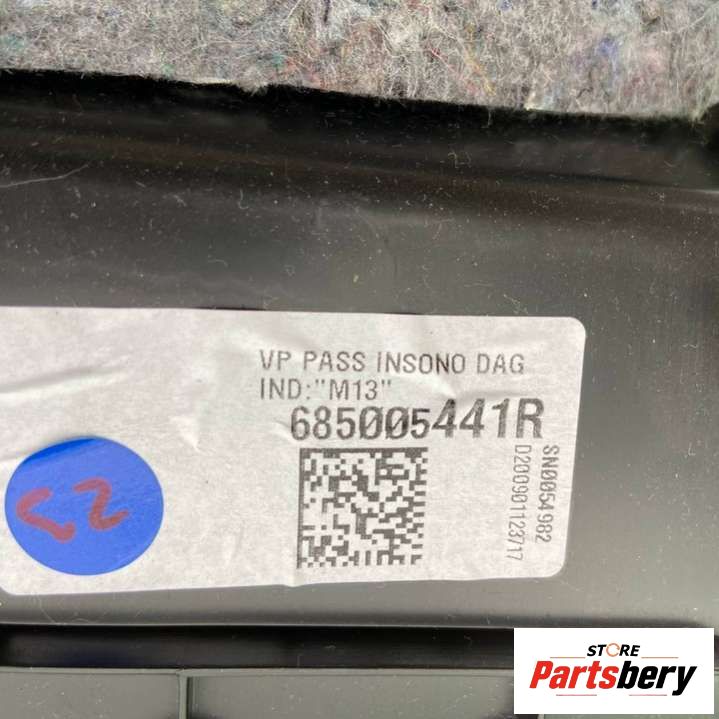 VP PASS INSONO DAG
IND:"M13"
685005441R
SN0054982
D200901123717
STORE
Partsbery